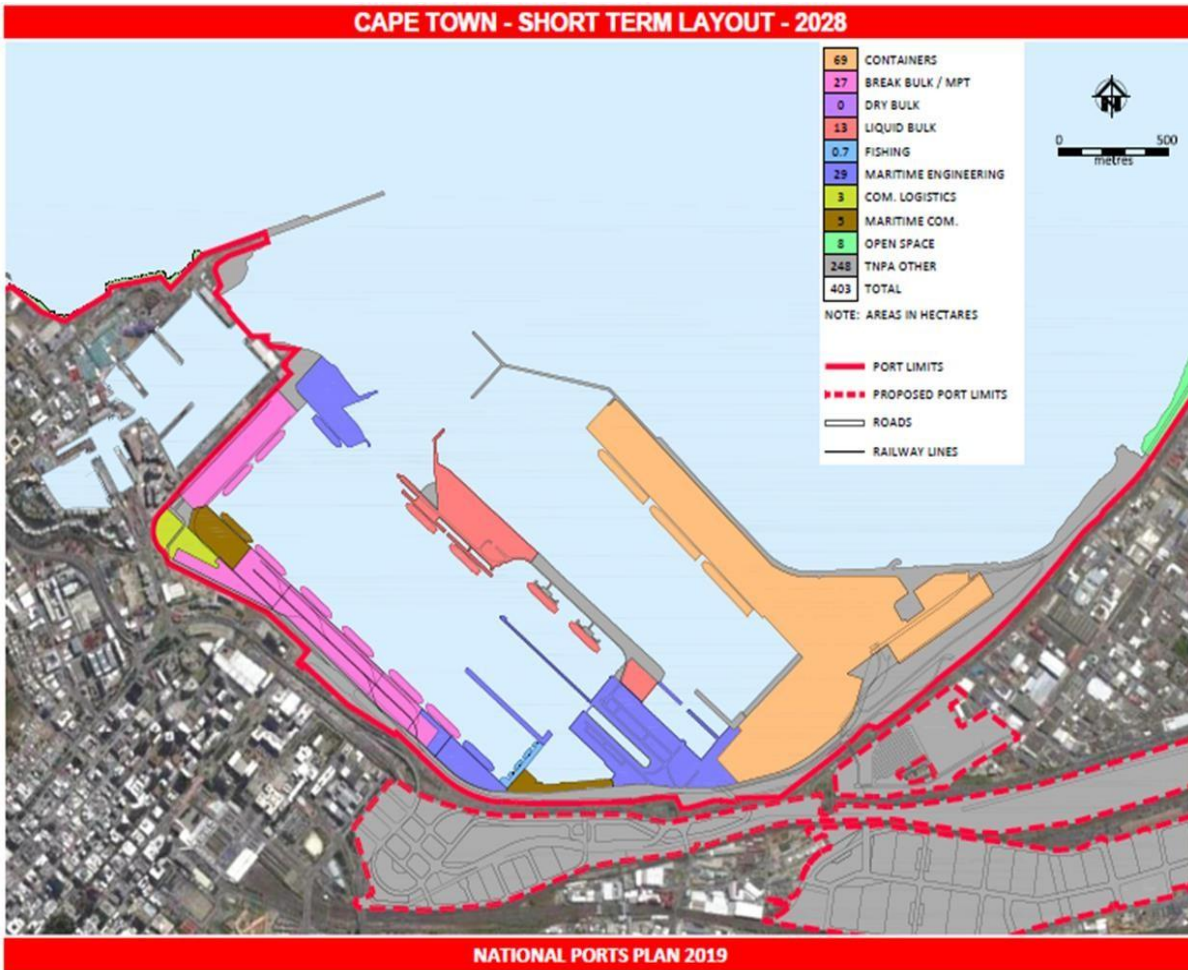 CAPE TOWN - SHORT TERM LAYOUT - 2028
69 CONTAINERS
27 BREAK BULK / MPT
0 DRY BULK
13 LIQUID BULK
0.7 FISHING
29 MARITIME ENGINEERING
3 COM. LOGISTICS
5 MARITIME COM.
8 OPEN SPACE
248 TNPA OTHER
403 TOTAL
NOTE: AREAS IN HECTARES
PORT LIMITS
PROPOSED PORT LIMITS
ROADS
RAILWAY LINES
N
0 500
metres
NATIONAL PORTS PLAN 2019